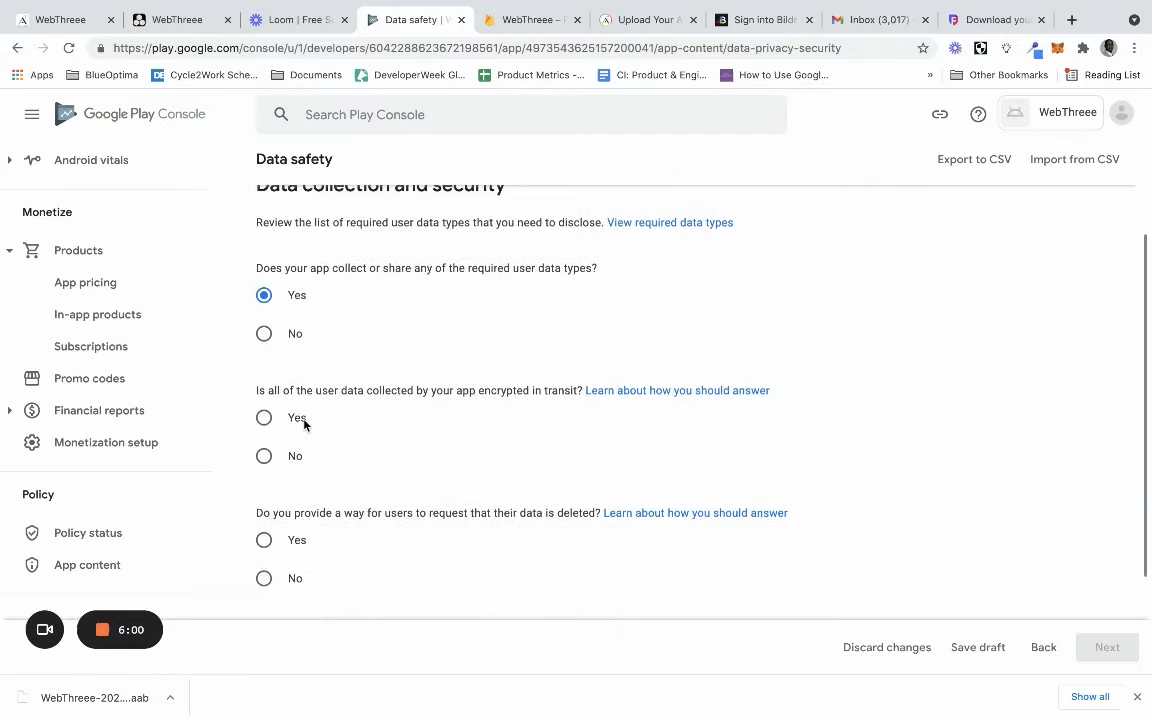 WebThreee
WebThreee
Loom | Free Sc
Data safety | W
WebThreee – F
Upload Your A
Sign into Bildr
Inbox (3,017)
Download you
https://play.google.com/console/u/1/developers/6042288623672198561/app/4973543625157200041/app-content/data-privacy-security
Apps
BlueOptima
Cycle2Work Sche...
Documents
DeveloperWeek Gl...
Product Metrics -...
CI: Product & Engi...
How to Use Googl...
»
Other Bookmarks
Reading List
Google Play Console
Search Play Console
WebThreee
Data safety
Export to CSV
Import from CSV
Android vitals
Monetize
Products
App pricing
In-app products
Subscriptions
Promo codes
Financial reports
Monetization setup
Policy
Policy status
App content
Data collection and security
Review the list of required user data types that you need to disclose. View required data types
Does your app collect or share any of the required user data types?
Yes
No
Is all of the user data collected by your app encrypted in transit? Learn about how you should answer
Yes
No
Do you provide a way for users to request that their data is deleted? Learn about how you should answer
Yes
No
6:00
Discard changes
Save draft
Back
Next
WebThreee-202....aab
Show all